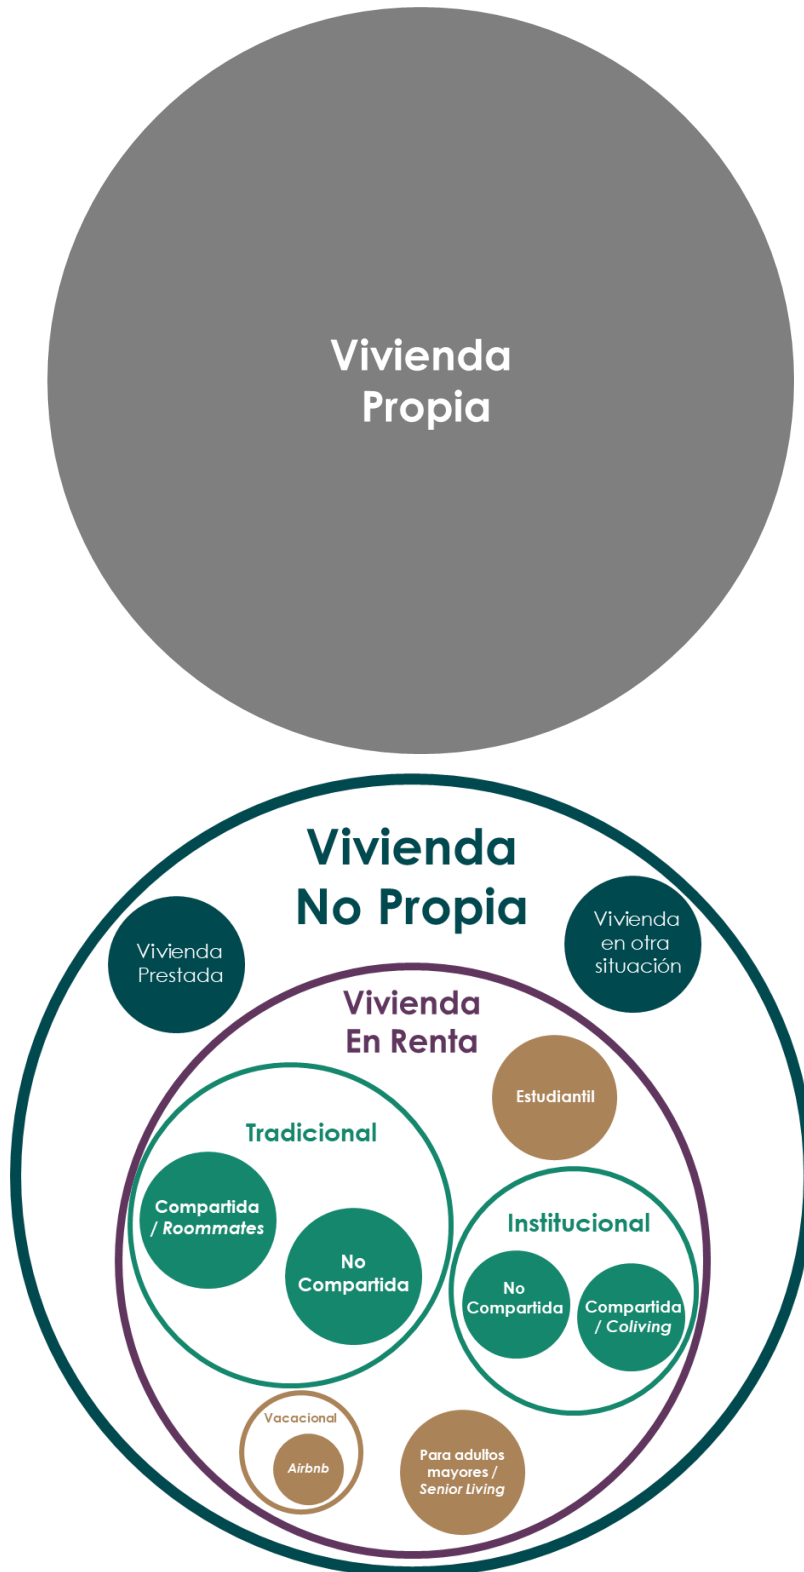 Vivienda
Propia
Vivienda
No Propia
Vivienda
Prestada
Vivienda
en otra
situación
Vivienda
En Renta
Estudiantil
Tradicional
Compartida
/ Roommates
No
Compartida
Institucional
No
Compartida
Compartida
/ Coliving
Vacacional
Airbnb
Para adultos
mayores /
Senior Living